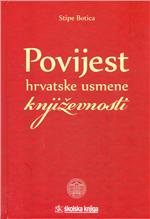 Stipe Botica
Povijest
hrvatske usmene
književnosti
školska knjiga